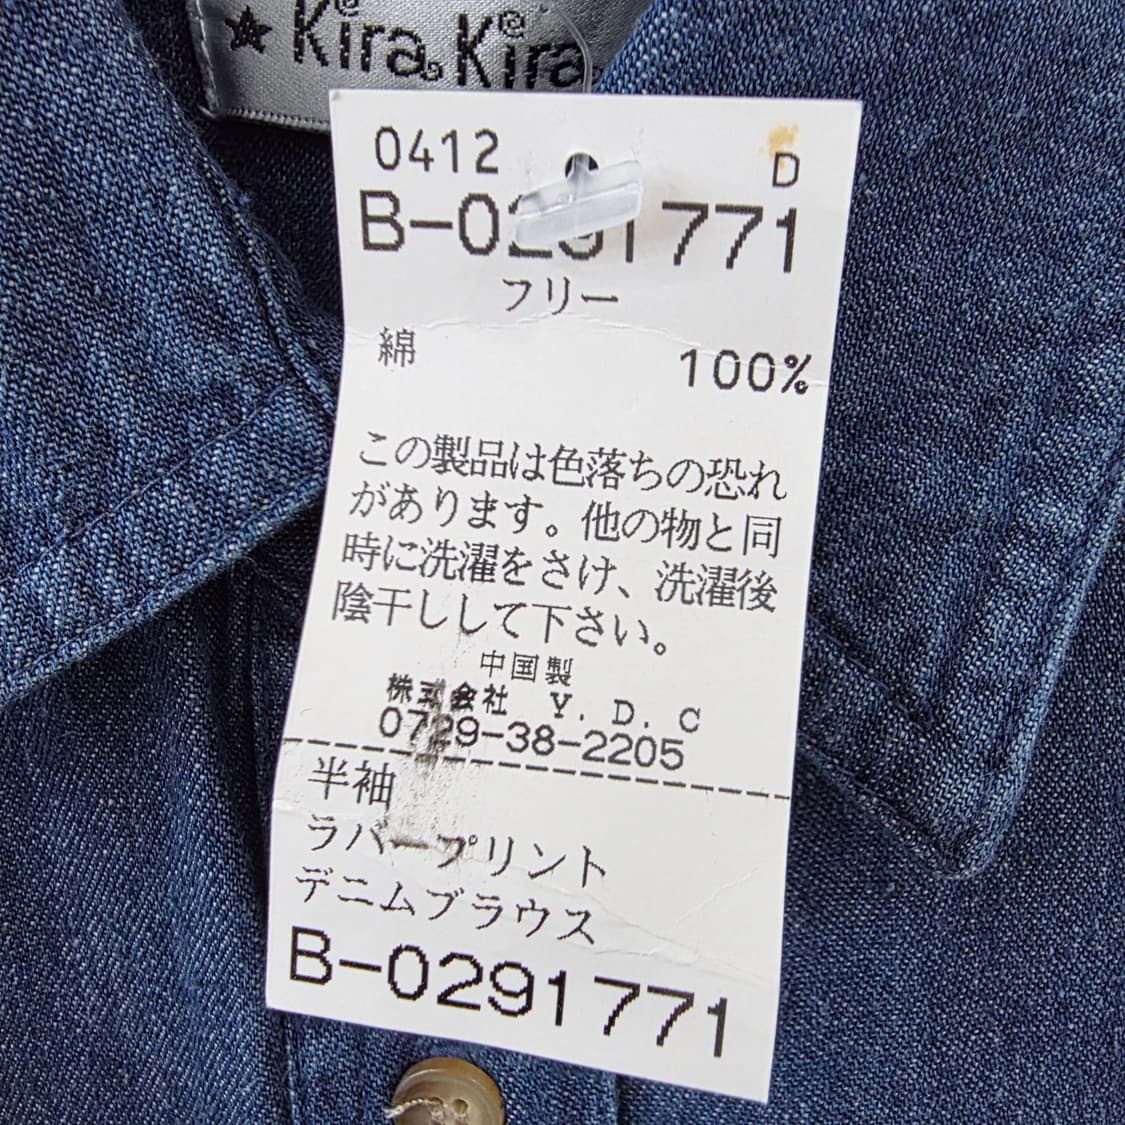 ★ Kira Kira
0412 D
B-0291771
フリー
綿 100%
この製品は色落ちの恐れ
があります。他の物と同
時に洗濯をさけ、洗濯後
陰干しして下さい。
中国製
株式会社 Y.D.C
0729-38-2205
半袖
ラバープリント
デニムブラウス
B-0291771